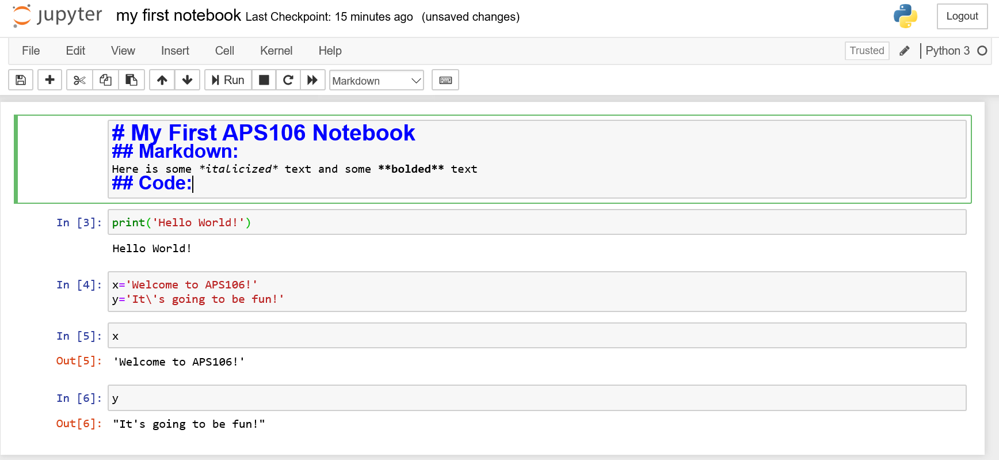 jupyter my first notebook Last Checkpoint: 15 minutes ago (unsaved changes) Logout
File Edit View Insert Cell Kernel Help Trusted Python 3
Run Markdown
# My First APS106 Notebook
## Markdown:
Here is some *italicized* text and some **bolded** text
## Code:
In [3]: print('Hello World!')
Hello World!
In [4]: x='Welcome to APS106!'
y='It\'s going to be fun!'
In [5]: x
Out[5]: 'Welcome to APS106!'
In [6]: y
Out[6]: "It's going to be fun!"